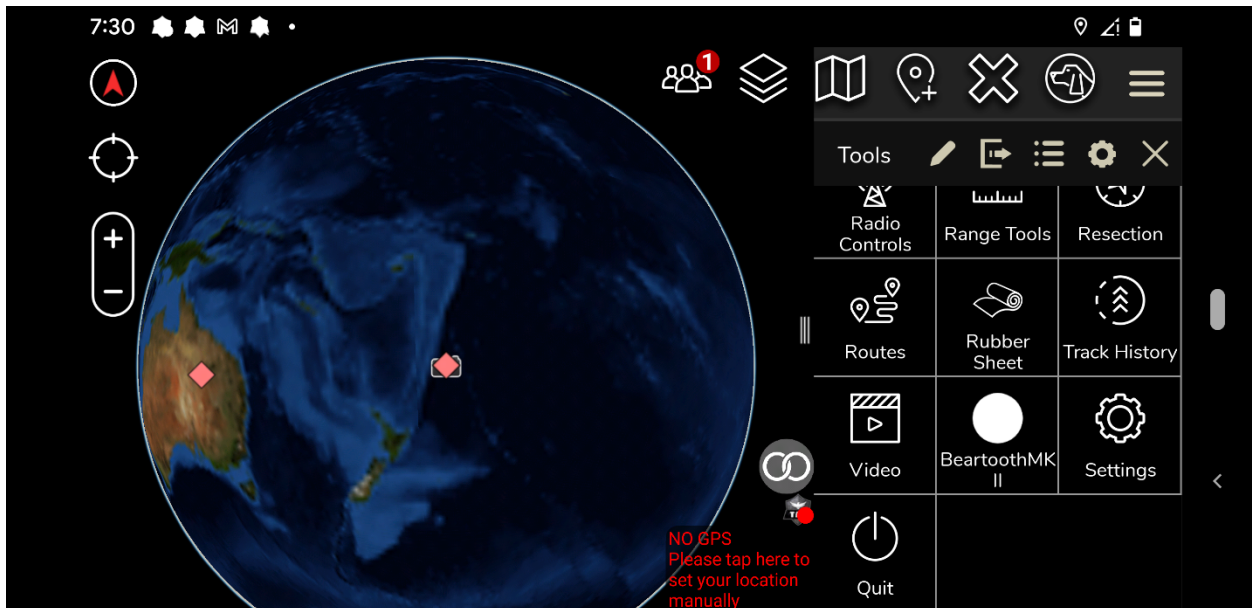 7:30
1
Tools
Radio
Controls
Range Tools
Resection
Routes
Rubber
Sheet
Track History
Video
BeartoothMK
II
Settings
NO GPS
Please tap here to
set your location
manually
Quit